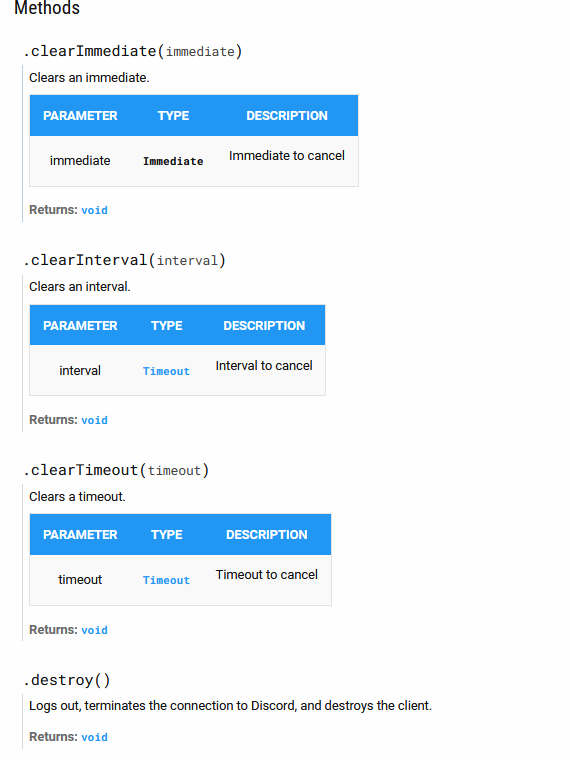 Methods
.clearImmediate(immediate)
Clears an immediate.
PARAMETER TYPE DESCRIPTION
immediate Immediate Immediate to cancel
Returns: void
.clearInterval(interval)
Clears an interval.
PARAMETER TYPE DESCRIPTION
interval Timeout Interval to cancel
Returns: void
.clearTimeout(timeout)
Clears a timeout.
PARAMETER TYPE DESCRIPTION
timeout Timeout Timeout to cancel
Returns: void
.destroy()
Logs out, terminates the connection to Discord, and destroys the client.
Returns: void